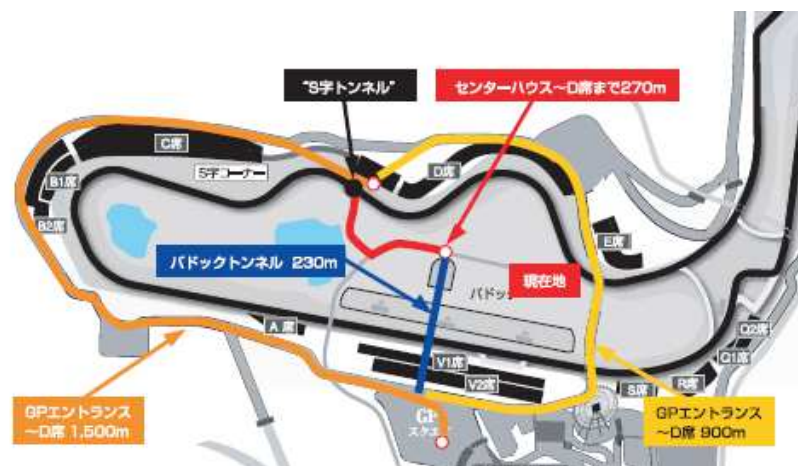 "S字トンネル"
センターハウス～D席まで270m
C席
D席
S字コーナー
B1席
B2席
E席
パドックトンネル 230m
現在地
パドック
A席
V1席
V2席
Q2席
Q1席
R席
S席
GPエントランス
～D席 1,500m
GP
スクエア
GPエントランス
～D席 900m